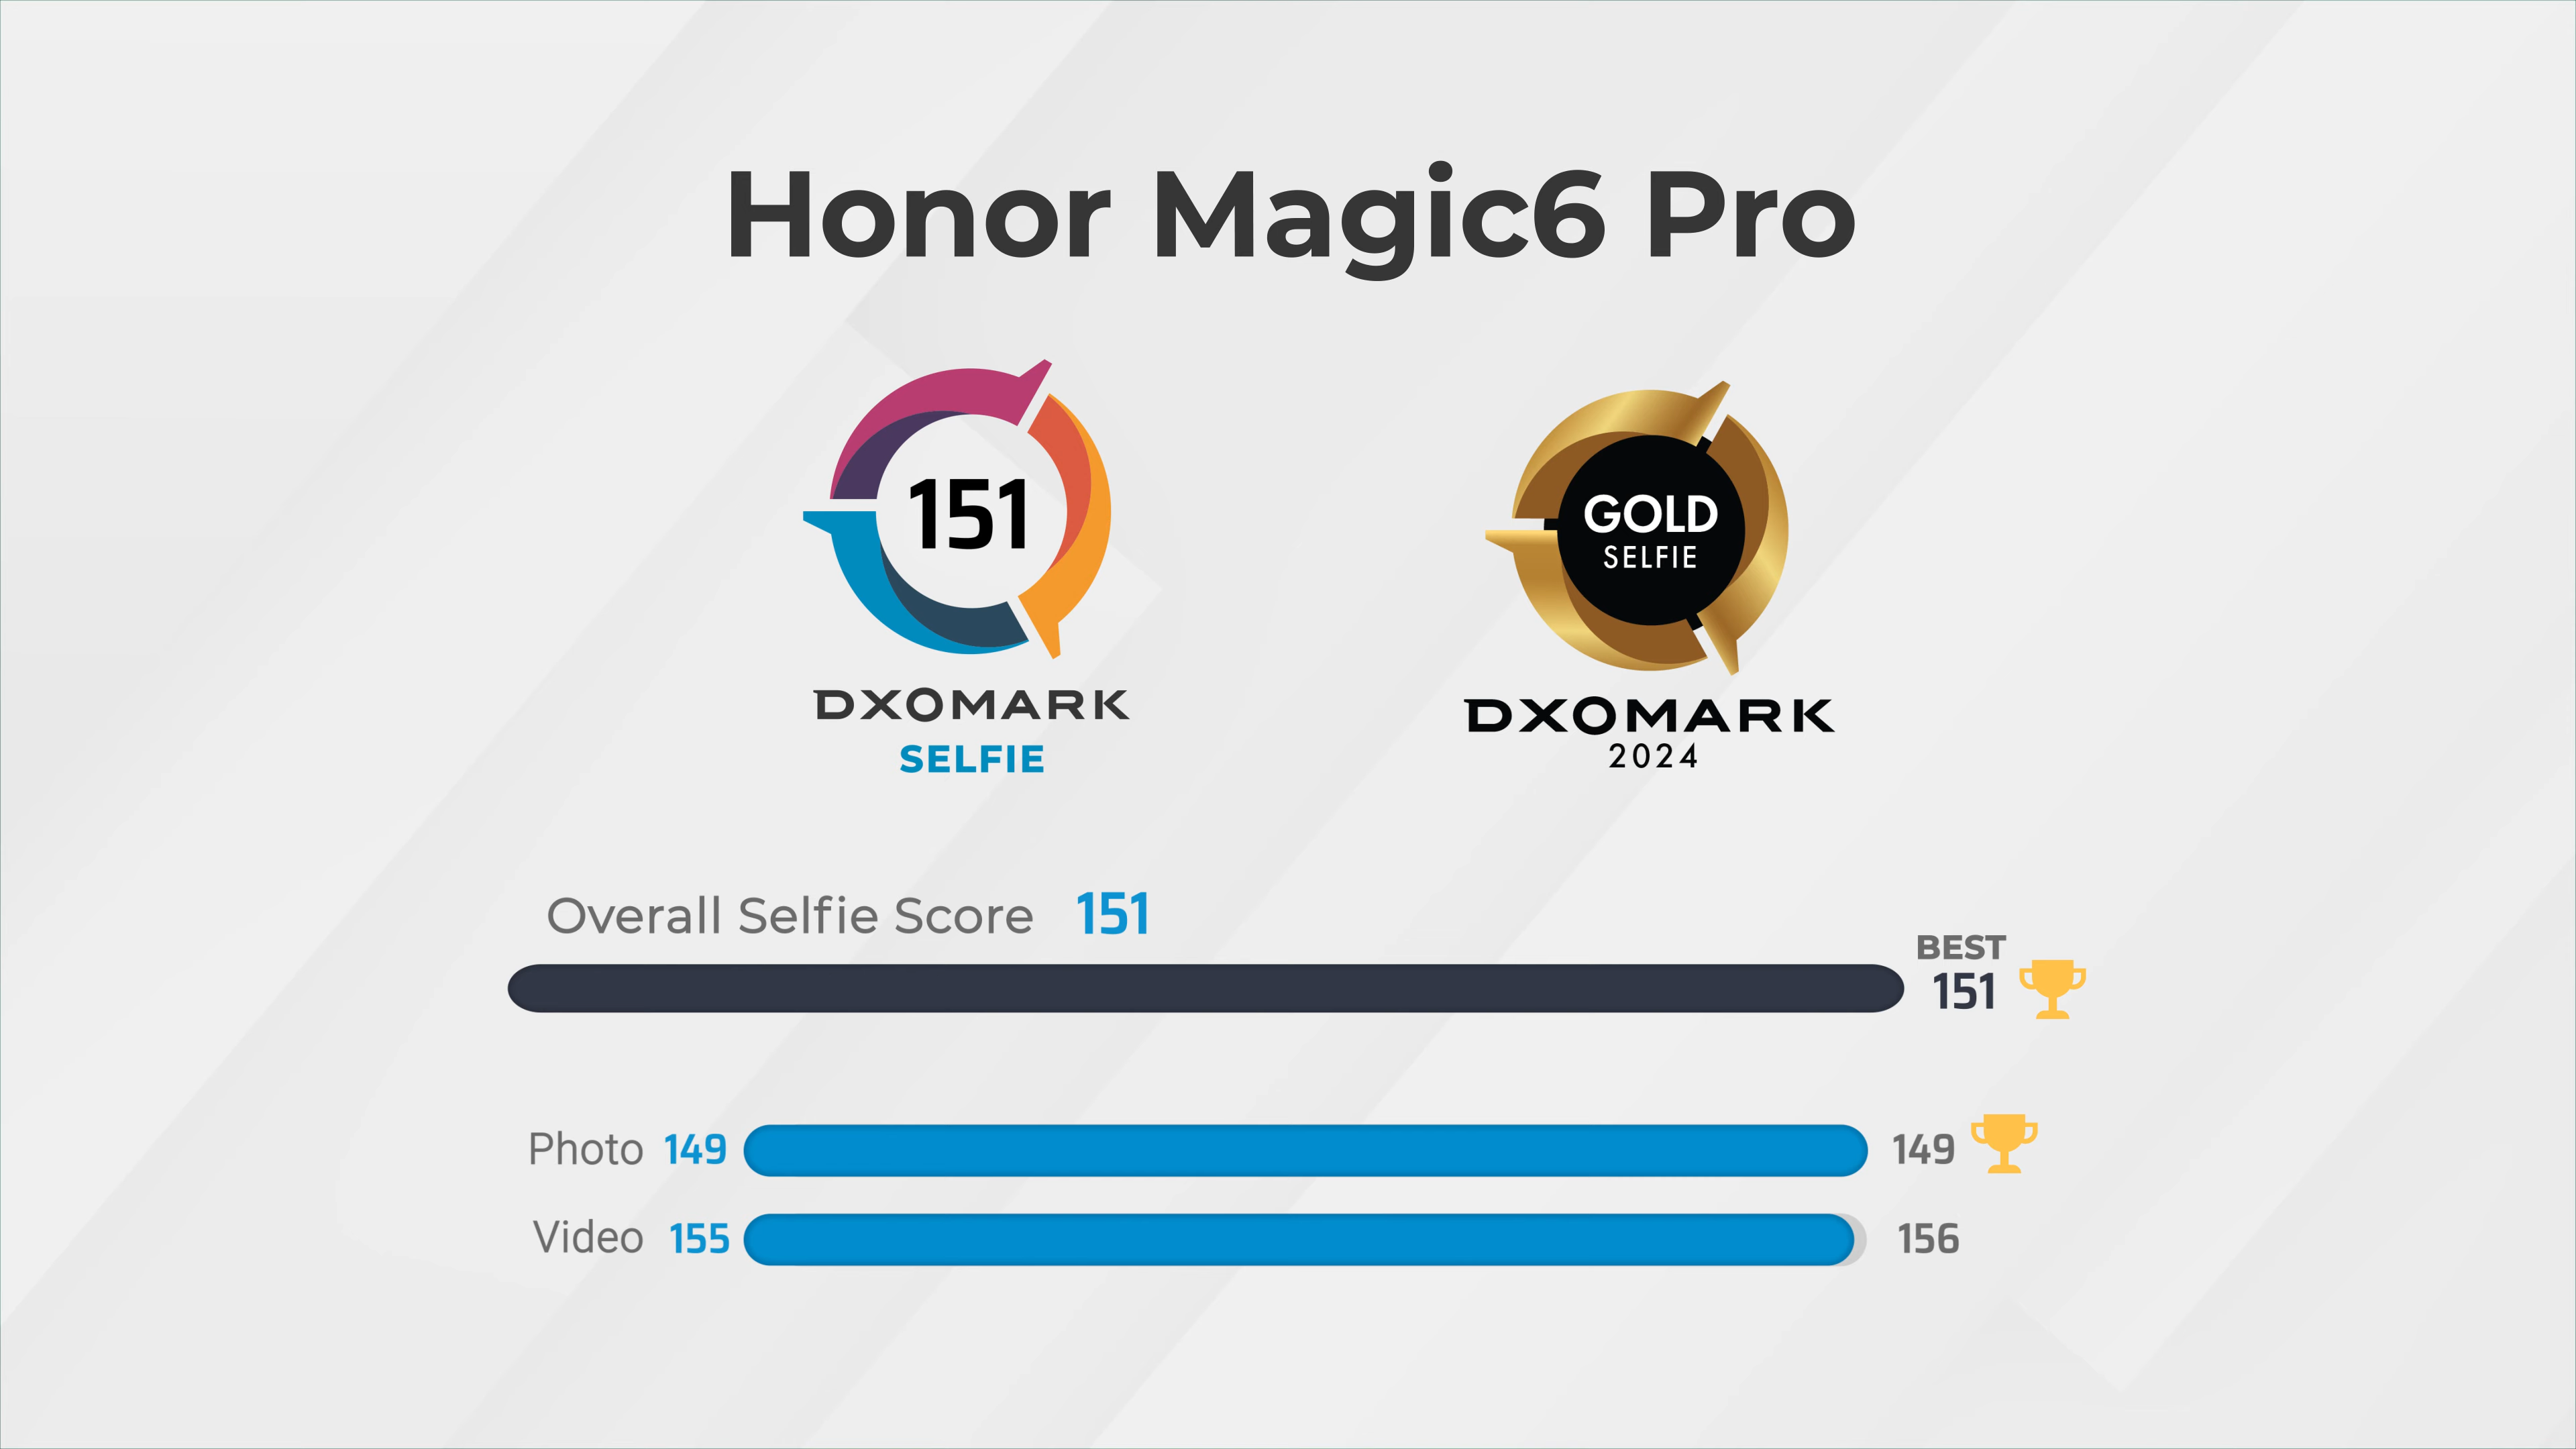 Honor Magic6 Pro
151
DXOMARK
SELFIE
GOLD
SELFIE
DXOMARK
2024
Overall Selfie Score 151
BEST
151
Photo 149 149
Video 155 156